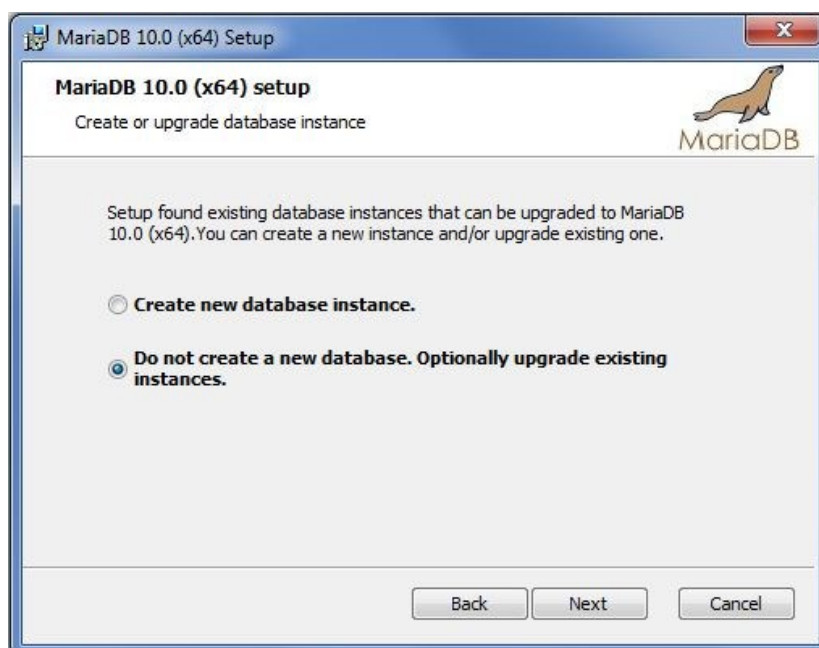 MariaDB 10.0 (x64) Setup
MariaDB 10.0 (x64) setup
Create or upgrade database instance
MariaDB
Setup found existing database instances that can be upgraded to MariaDB
10.0 (x64).You can create a new instance and/or upgrade existing one.
Create new database instance.
Do not create a new database. Optionally upgrade existing
instances.
Back Next Cancel